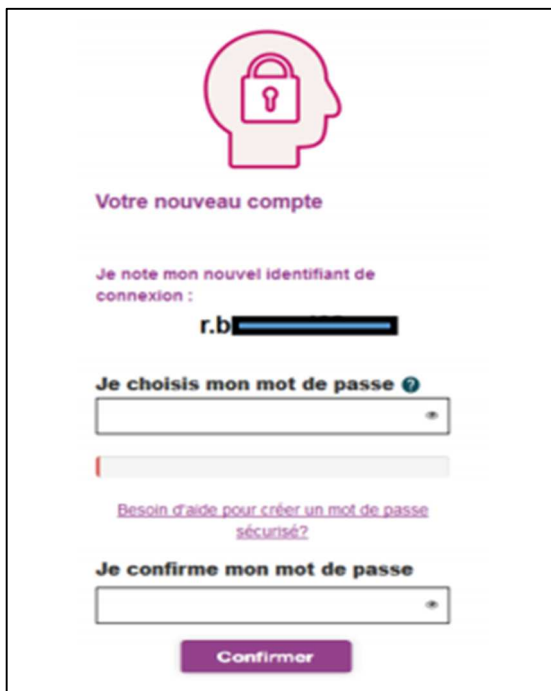 Votre nouveau compte
Je note mon nouvel identifiant de
connexion :
r.b
Je choisis mon mot de passe ?
Besoin d'aide pour créer un mot de passe
sécurisé?
Je confirme mon mot de passe
Confirmer